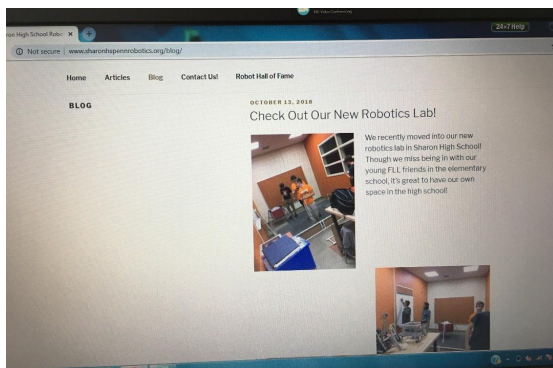 24×7 Help
ron High School Robo ×
Not secure | www.sharonhspennrobotics.org/blog/
Home Articles Blog Contact Us! Robot Hall of Fame
BLOG
OCTOBER 13, 2018
Check Out Our New Robotics Lab!
We recently moved into our new
robotics lab in Sharon High School!
Though we miss being in with our
young FLL friends in the elementary
school, it's great to have our own
space in the high school!